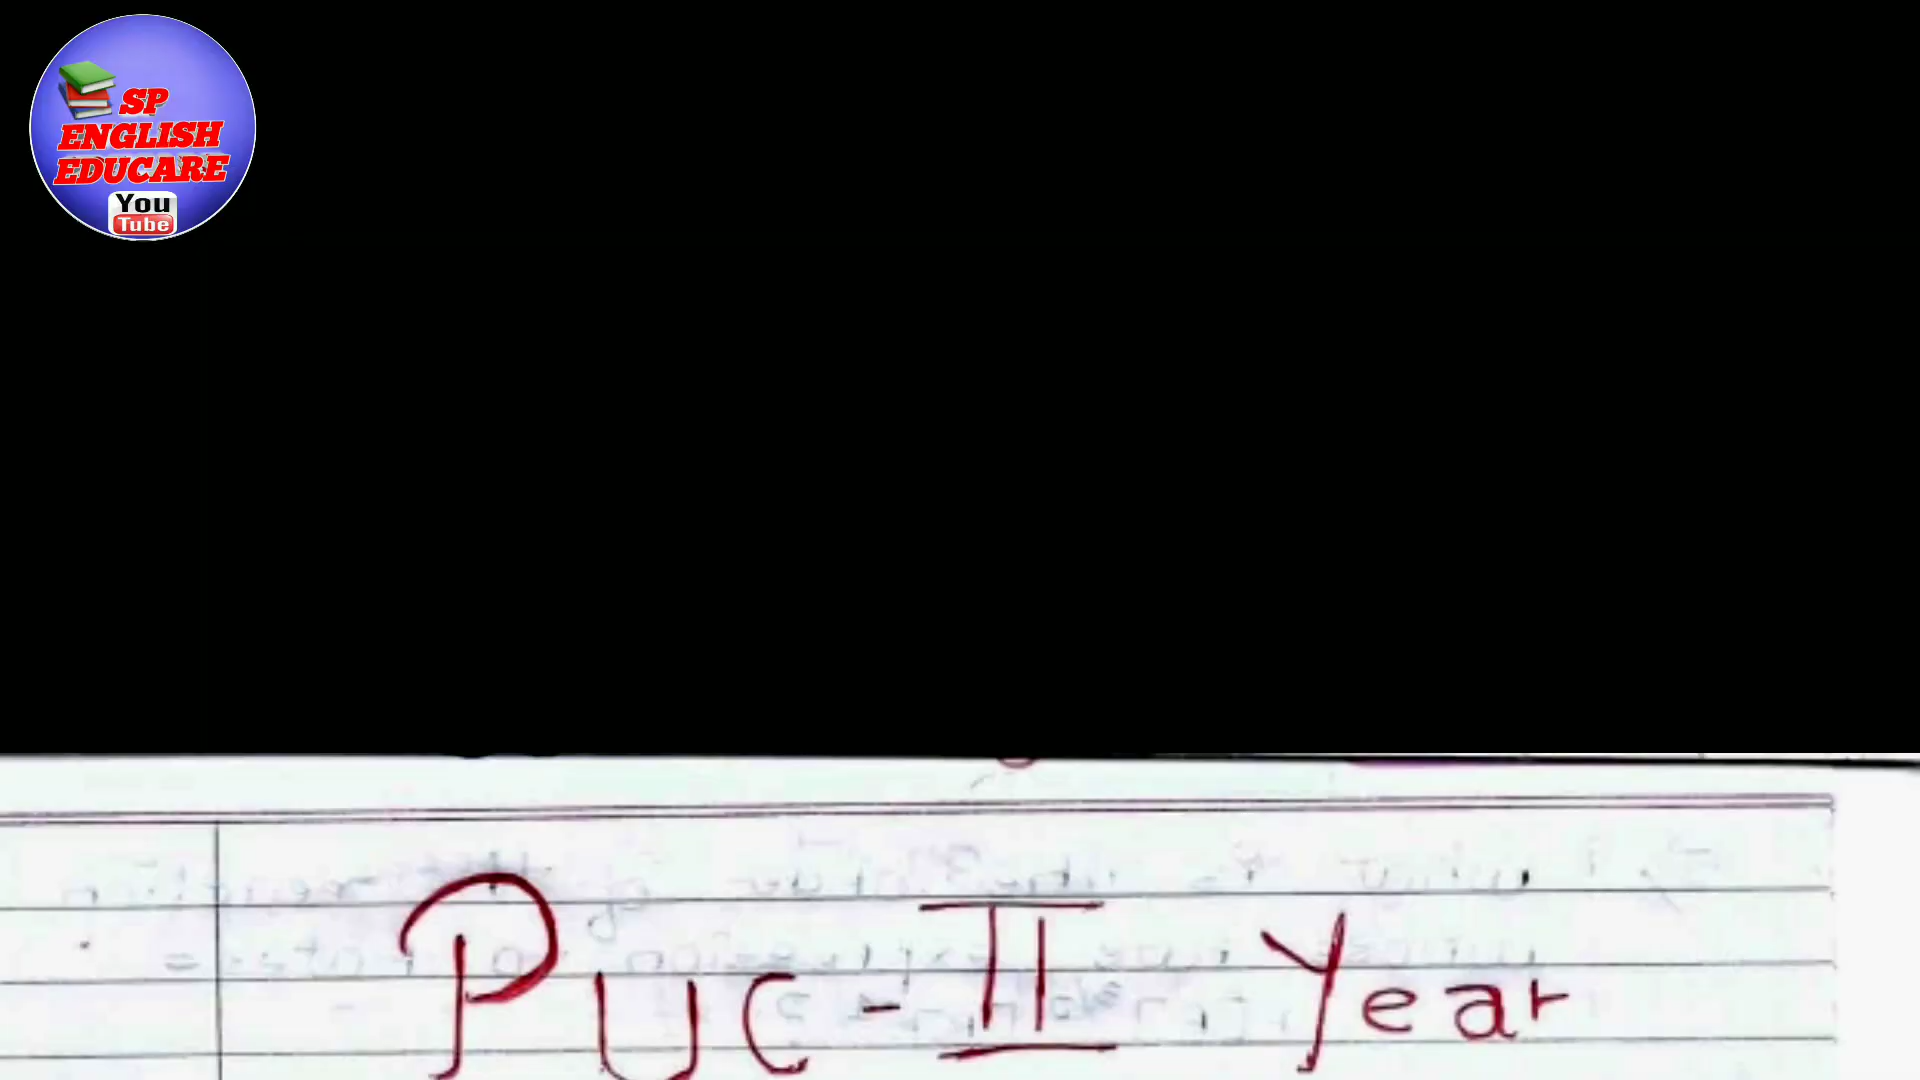 SP
ENGLISH
EDUCARE
You
Tube
Puc - II Year